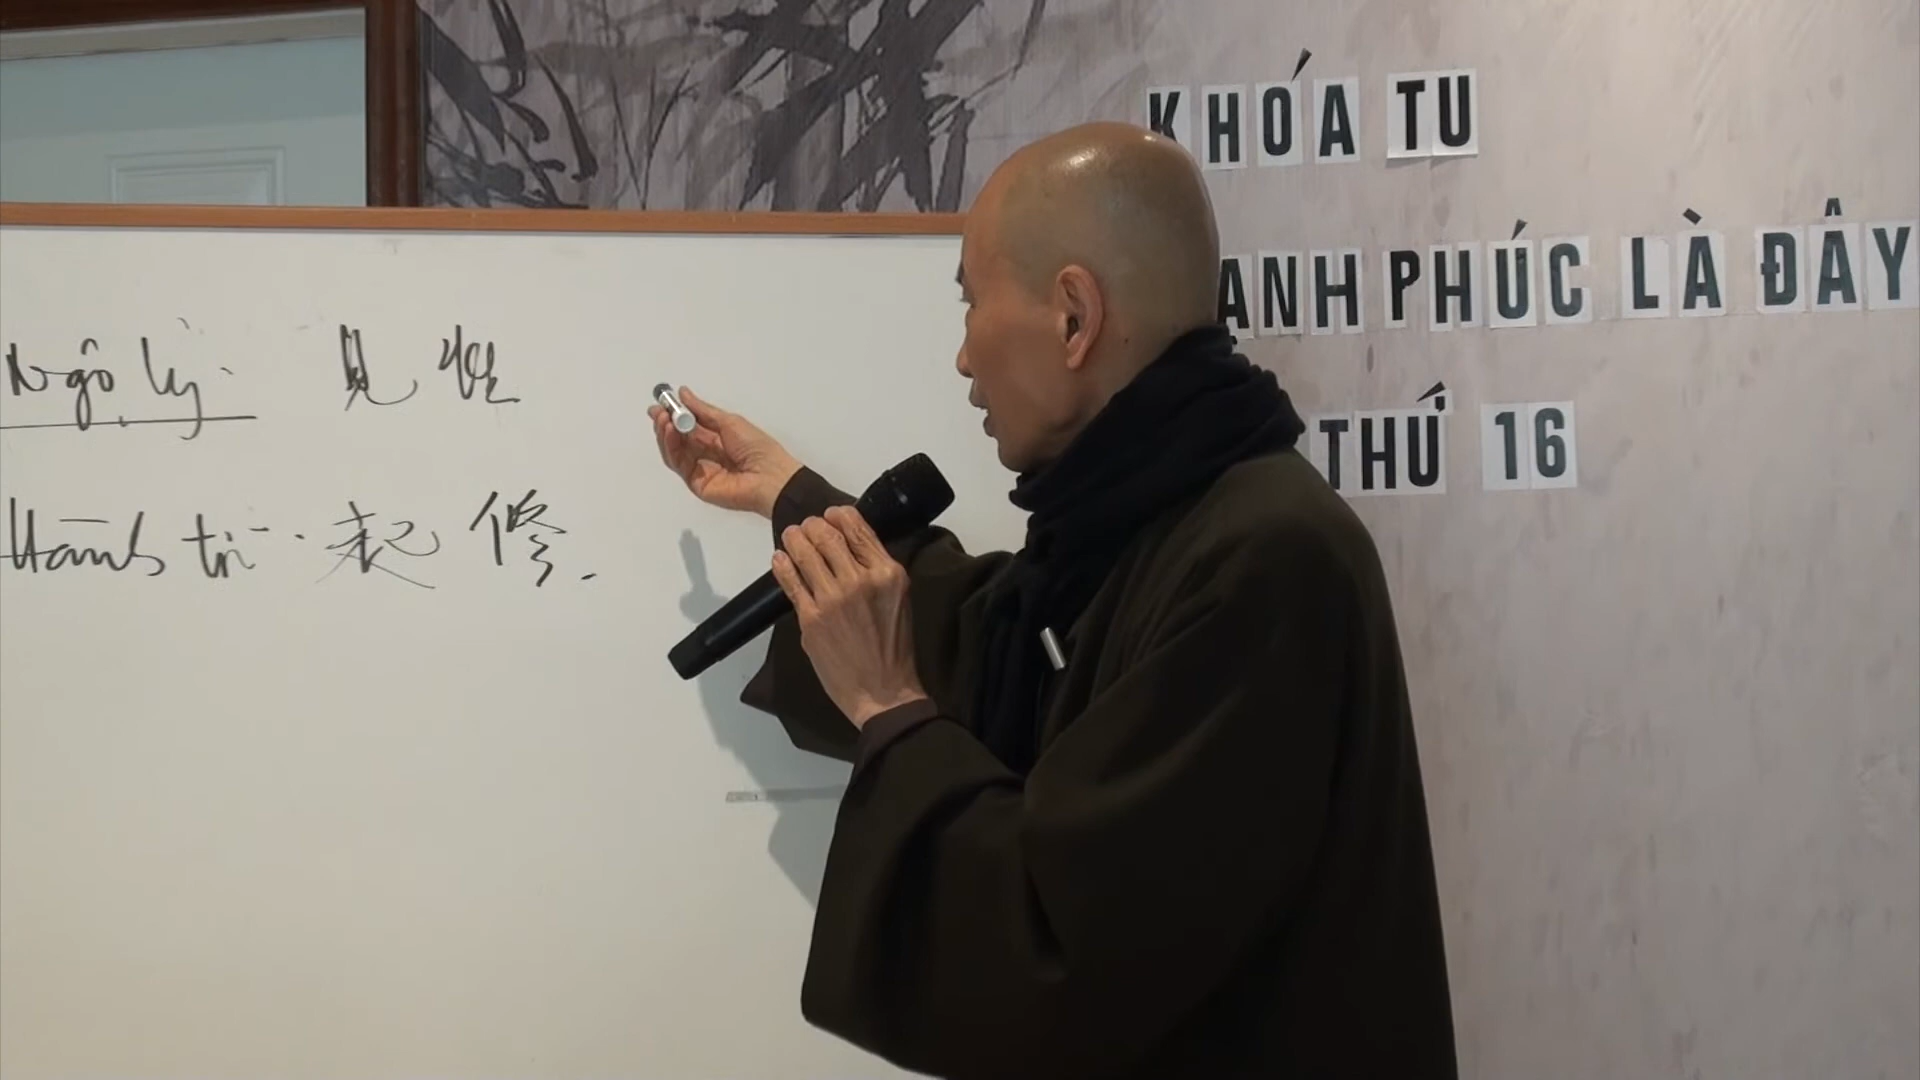 KHÓA TU
ẠNH PHÚC LÀ ĐÂY
THỨ 16
Ngộ lý. 見 性
Hành trì. 起 修.